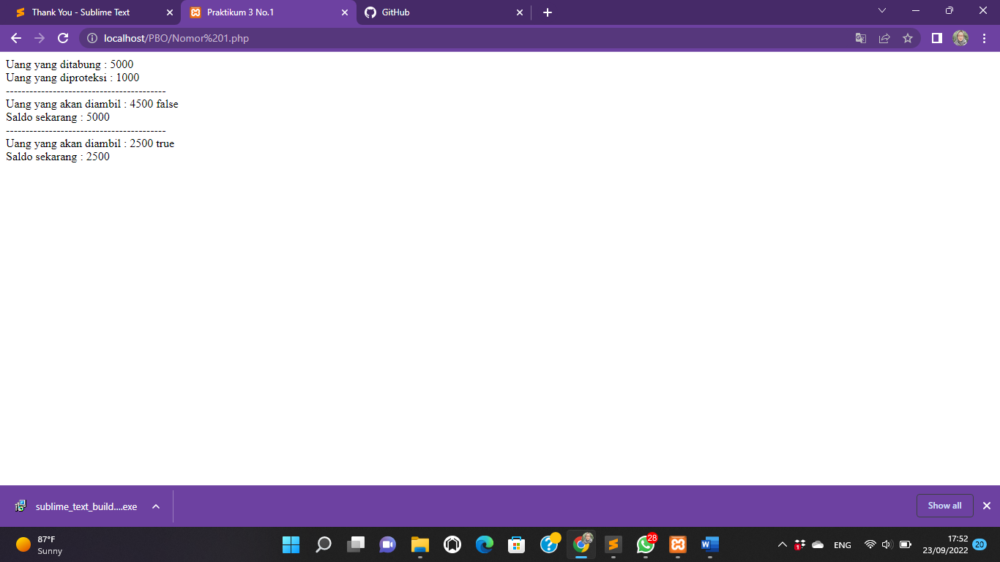 Thank You - Sublime Text
Praktikum 3 No.1
GitHub
localhost/PBO/Nomor%201.php
Uang yang ditabung : 5000
Uang yang diproteksi : 1000
-----------------------------------------
Uang yang akan diambil : 4500 false
Saldo sekarang : 5000
-----------------------------------------
Uang yang akan diambil : 2500 true
Saldo sekarang : 2500
sublime_text_build....exe
Show all
87°F
Sunny
28
W
1
ENG
17:52
23/09/2022
20